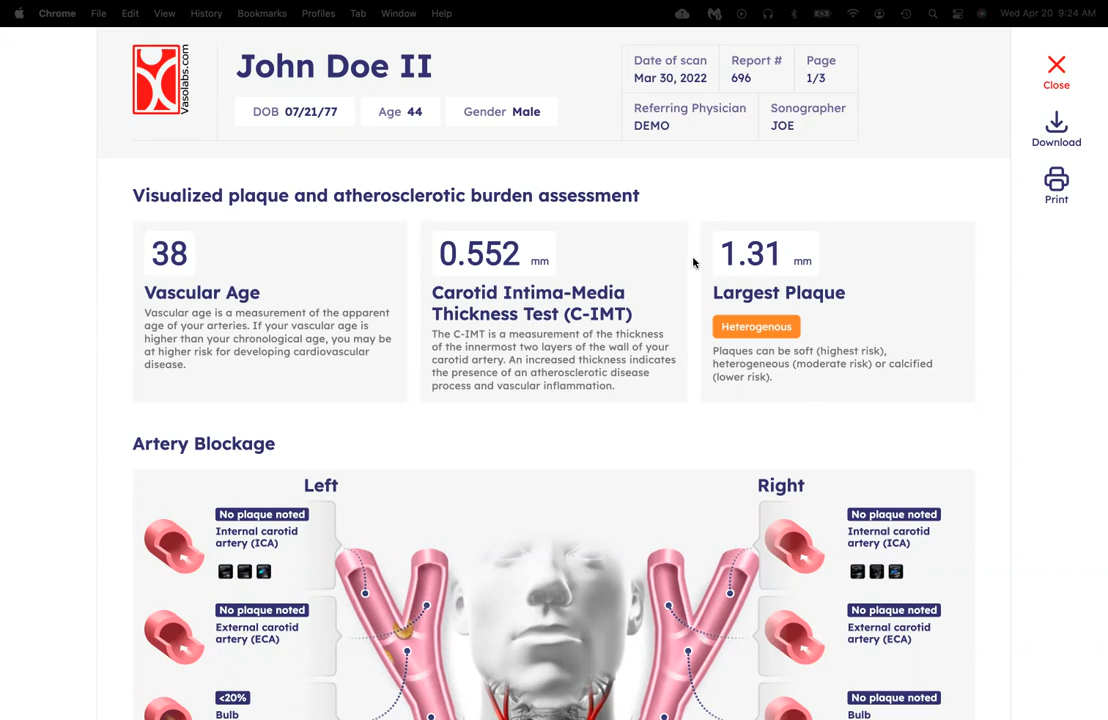 Chrome File Edit View History Bookmarks Profiles Tab Window Help Wed Apr 20 9:24 AM
Vasolabs.com
John Doe II
DOB 07/21/77 Age 44 Gender Male
Date of scan
Mar 30, 2022
Report #
696
Page
1/3
Referring Physician
DEMO
Sonographer
JOE
Close
Download
Print
Visualized plaque and atherosclerotic burden assessment
38
Vascular Age
Vascular age is a measurement of the apparent
age of your arteries. If your vascular age is
higher than your chronological age, you may be
at higher risk for developing cardiovascular
disease.
0.552 mm
Carotid Intima-Media
Thickness Test (C-IMT)
The C-IMT is a measurement of the thickness
of the innermost two layers of the wall of your
carotid artery. An increased thickness indicates
the presence of an atherosclerotic disease
process and vascular inflammation.
1.31 mm
Largest Plaque
Heterogenous
Plaques can be soft (highest risk),
heterogeneous (moderate risk) or calcified
(lower risk).
Artery Blockage
Left
No plaque noted
Internal carotid
artery (ICA)
No plaque noted
External carotid
artery (ECA)
<20%
Bulb
Right
No plaque noted
Internal carotid
artery (ICA)
No plaque noted
External carotid
artery (ECA)
No plaque noted
Bulb